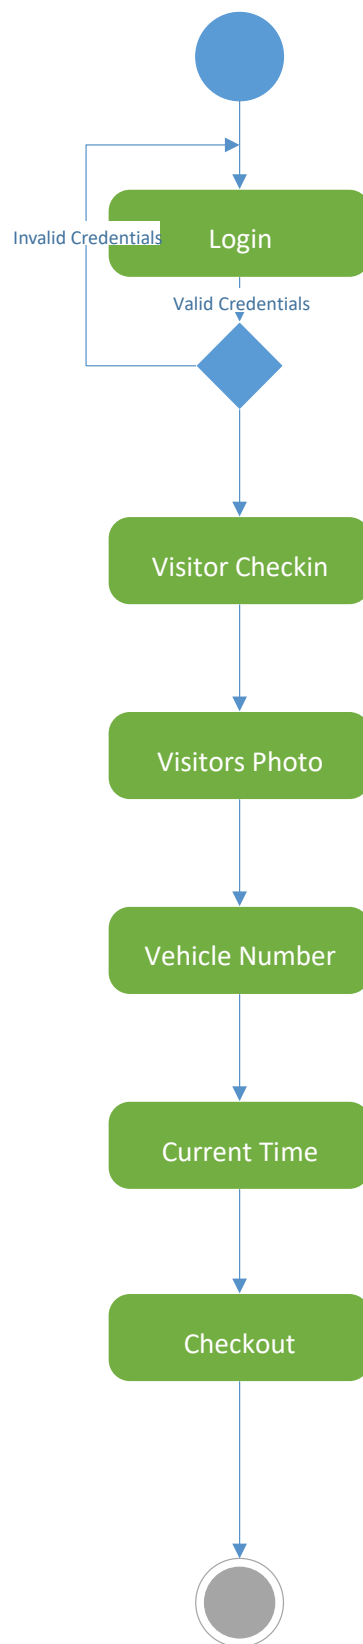 Login
Invalid Credentials
Valid Credentials
Visitor Checkin
Visitors Photo
Vehicle Number
Current Time
Checkout